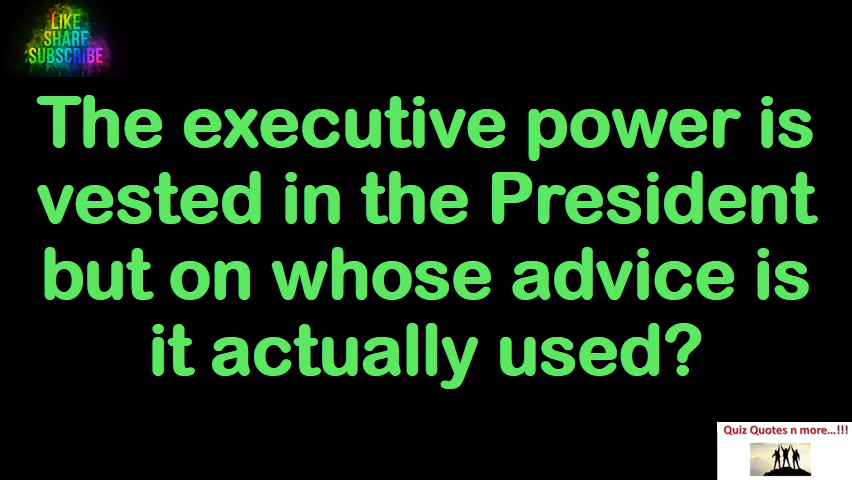 LIKE
SHARE
SUBSCRIBE
The executive power is
vested in the President
but on whose advice is
it actually used?
Quiz Quotes n more...!!!